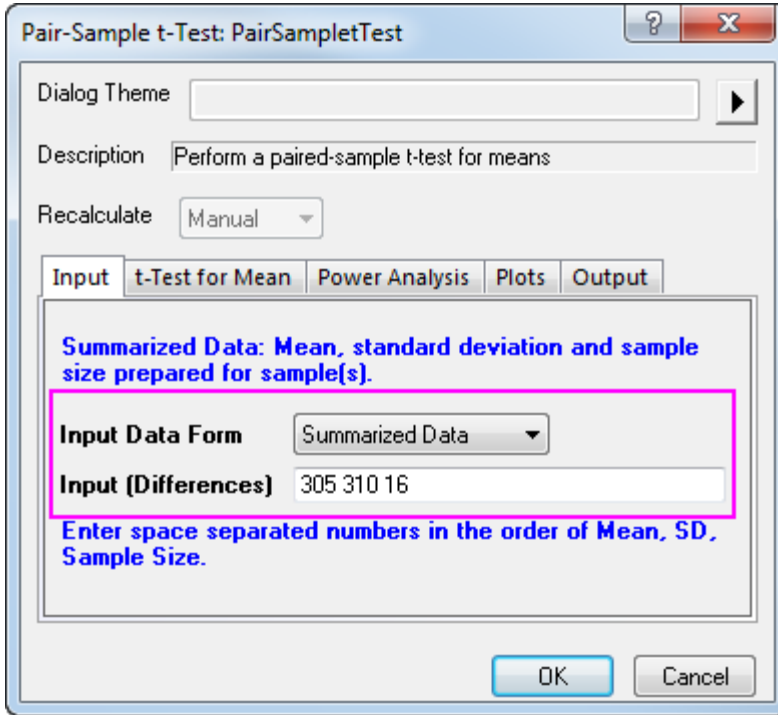 Pair-Sample t-Test: PairSampletTest
Dialog Theme
Description Perform a paired-sample t-test for means
Recalculate Manual
Input t-Test for Mean Power Analysis Plots Output
Summarized Data: Mean, standard deviation and sample
size prepared for sample(s).
Input Data Form Summarized Data
Input (Differences) 305 310 16
Enter space separated numbers in the order of Mean, SD,
Sample Size.
OK Cancel